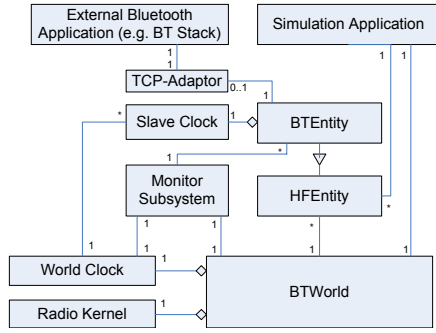 External Bluetooth
Application (e.g. BT Stack)
Simulation Application
1
1
1
1
TCP-Adaptor
0..1
1
*
Slave Clock
1
BTEntity
1
*
Monitor
Subsystem
HFEntity
*
1
1
*
1
1
1
1
1
World Clock
1
BTWorld
Radio Kernel
1